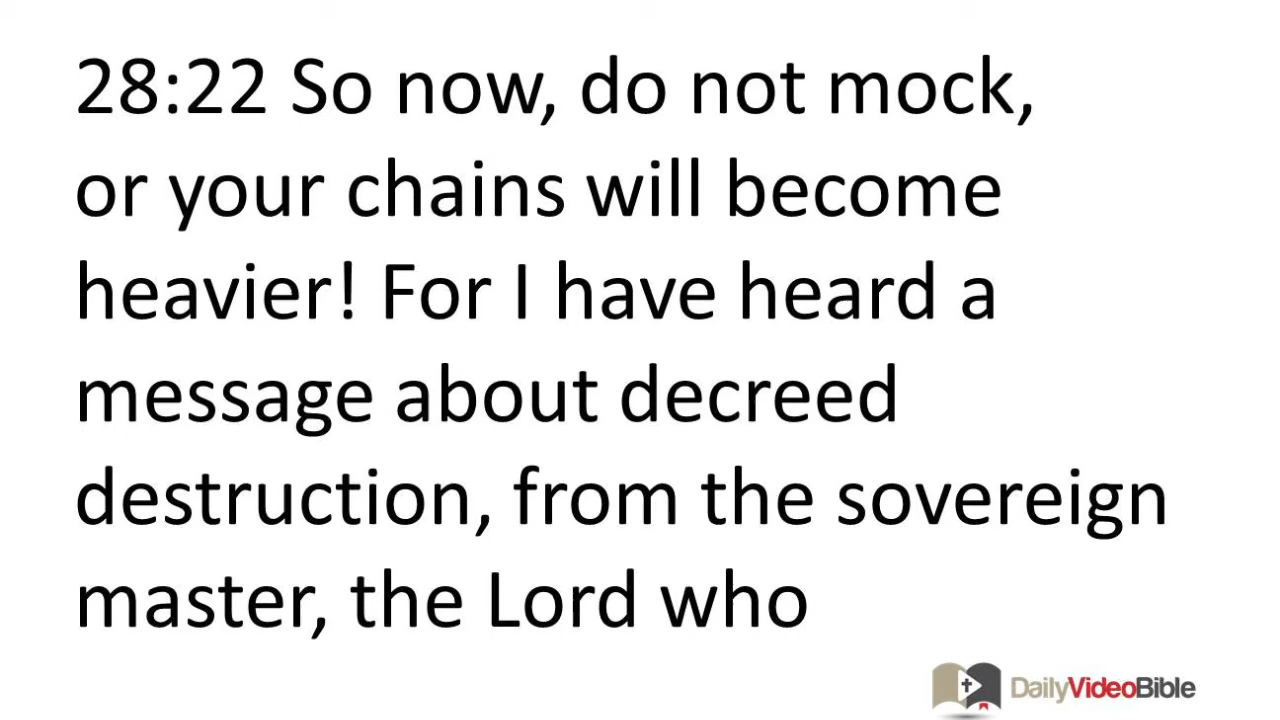 28:22 So now, do not mock,
or your chains will become
heavier! For I have heard a
message about decreed
destruction, from the sovereign
master, the Lord who
DailyVideoBible